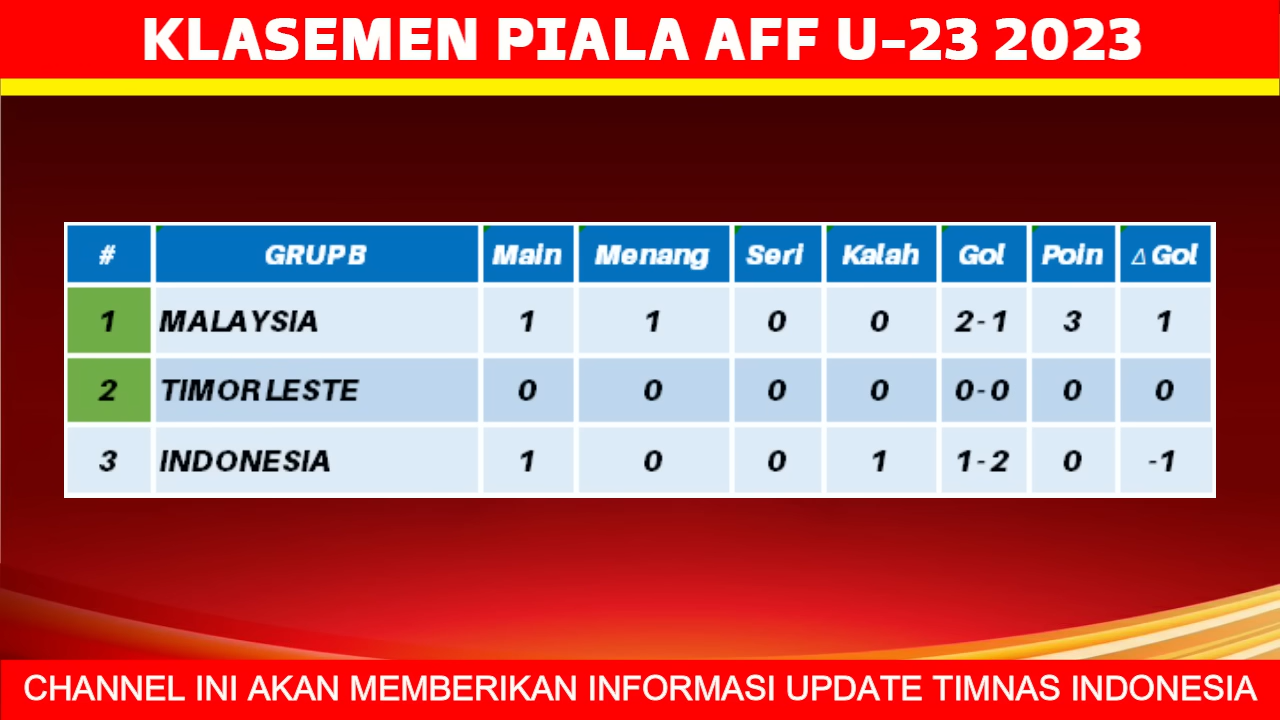 KLASEMEN PIALA AFF U-23 2023
# GRUP B Main Menang Seri Kalah Gol Poin Δ Gol
1 MALAYSIA 1 1 0 0 2-1 3 1
2 TIMOR LESTE 0 0 0 0 0-0 0 0
3 INDONESIA 1 0 0 1 1-2 0 -1
CHANNEL INI AKAN MEMBERIKAN INFORMASI UPDATE TIMNAS INDONESIA